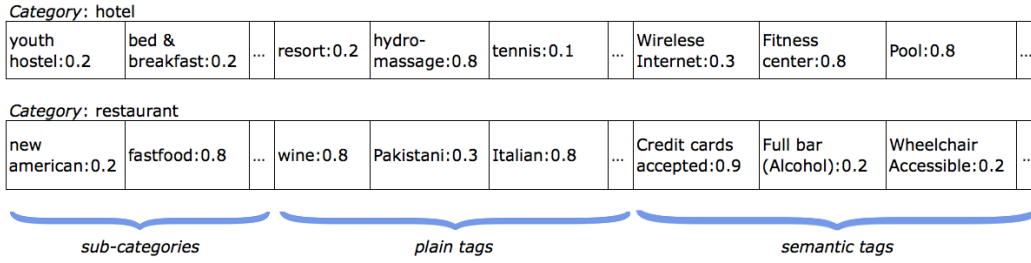 Category: hotel
youth hostel:0.2 bed & breakfast:0.2 ... resort:0.2 hydro-massage:0.8 tennis:0.1 ... Wirelese Internet:0.3 Fitness center:0.8 Pool:0.8 ...
Category: restaurant
new american:0.2 fastfood:0.8 ... wine:0.8 Pakistani:0.3 Italian:0.8 ... Credit cards accepted:0.9 Full bar (Alcohol):0.2 Wheelchair Accessible:0.2 ...
sub-categories plain tags semantic tags